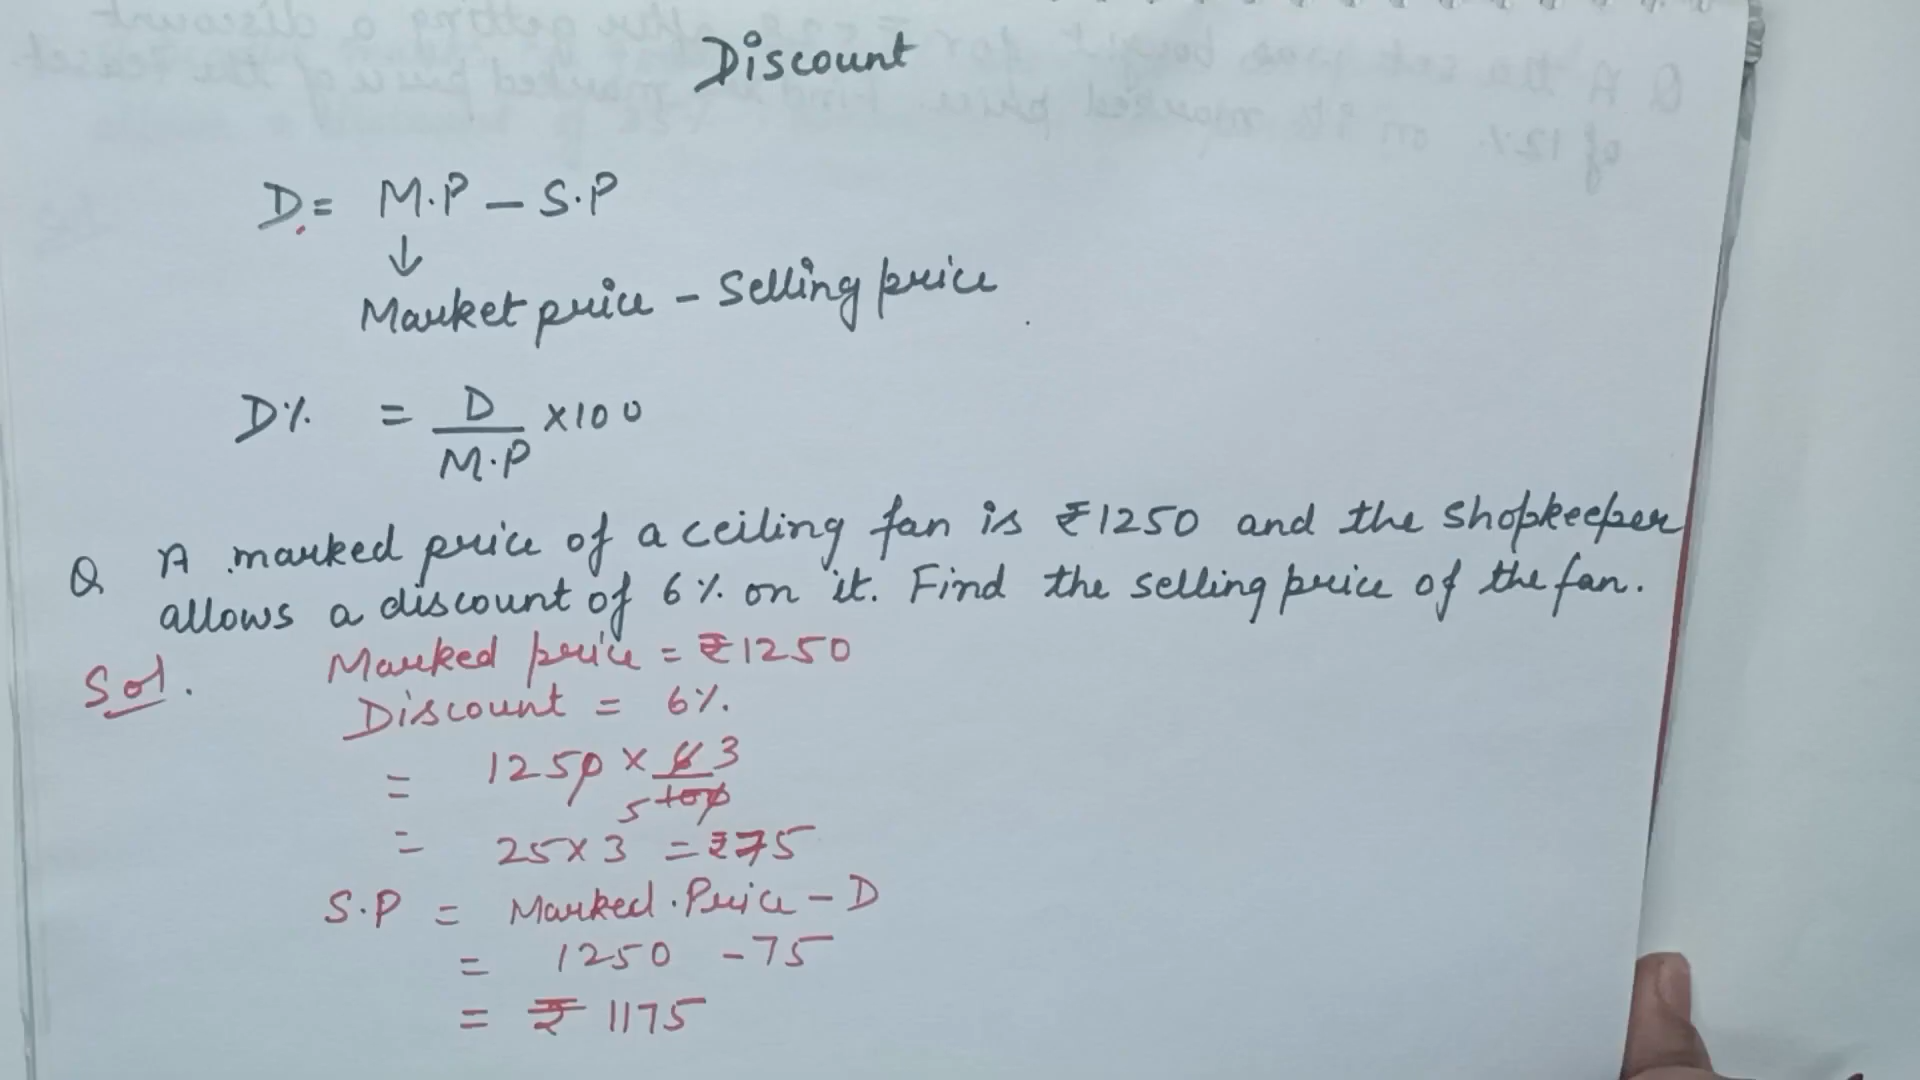 Discount
D = M.P - S.P
↓
Market price - Selling price
D% = D/M.P × 100
Q A marked price of a ceiling fan is ₹1250 and the shopkeeper
allows a discount of 6% on it. Find the selling price of the fan.
Sol. Marked price = ₹1250
Discount = 6%.
= 1250 × 6 3 / 5 100
= 25 × 3 = ₹75
S.P = Marked. Price - D
= 1250 - 75
= ₹ 1175